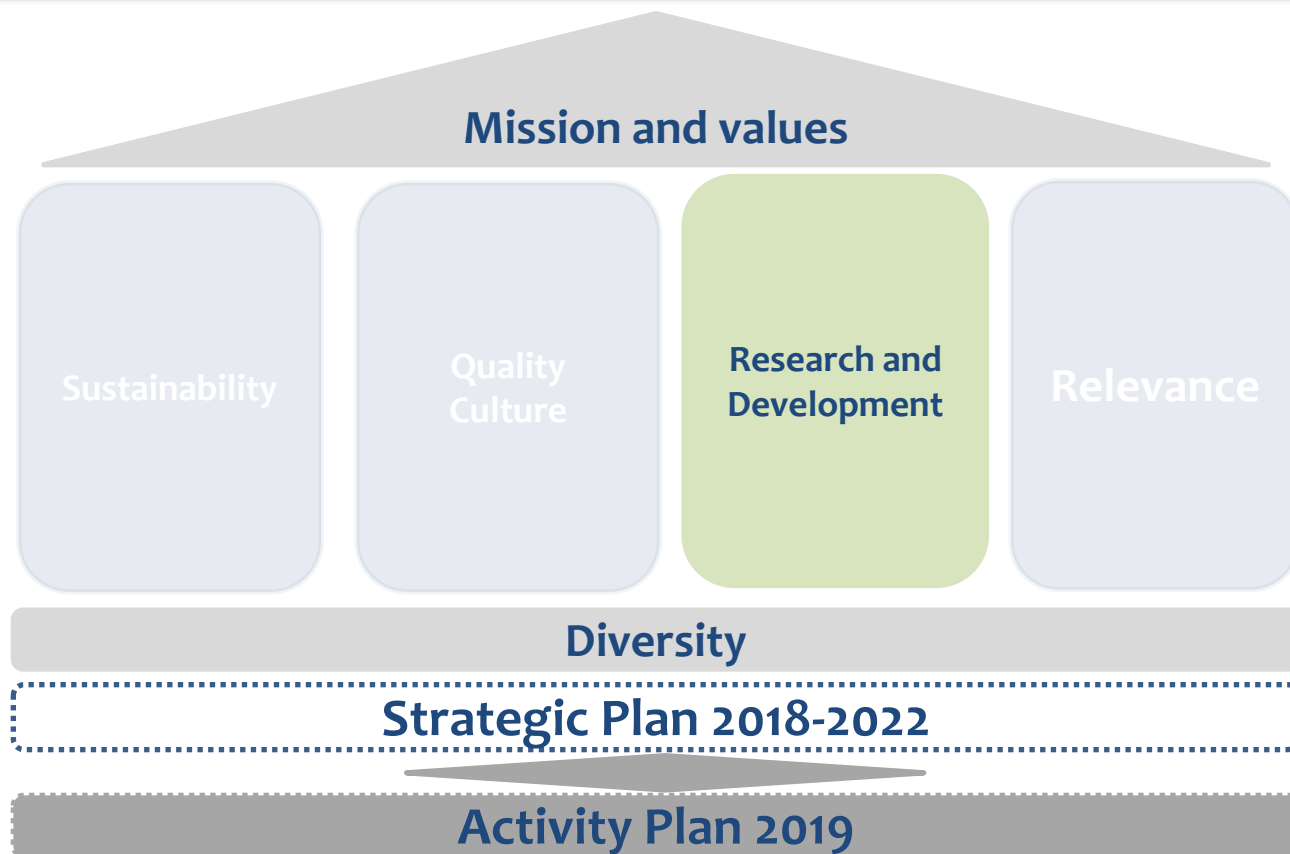 Mission and values
Sustainability
Quality
Culture
Research and
Development
Relevance
Diversity
Strategic Plan 2018-2022
Activity Plan 2019